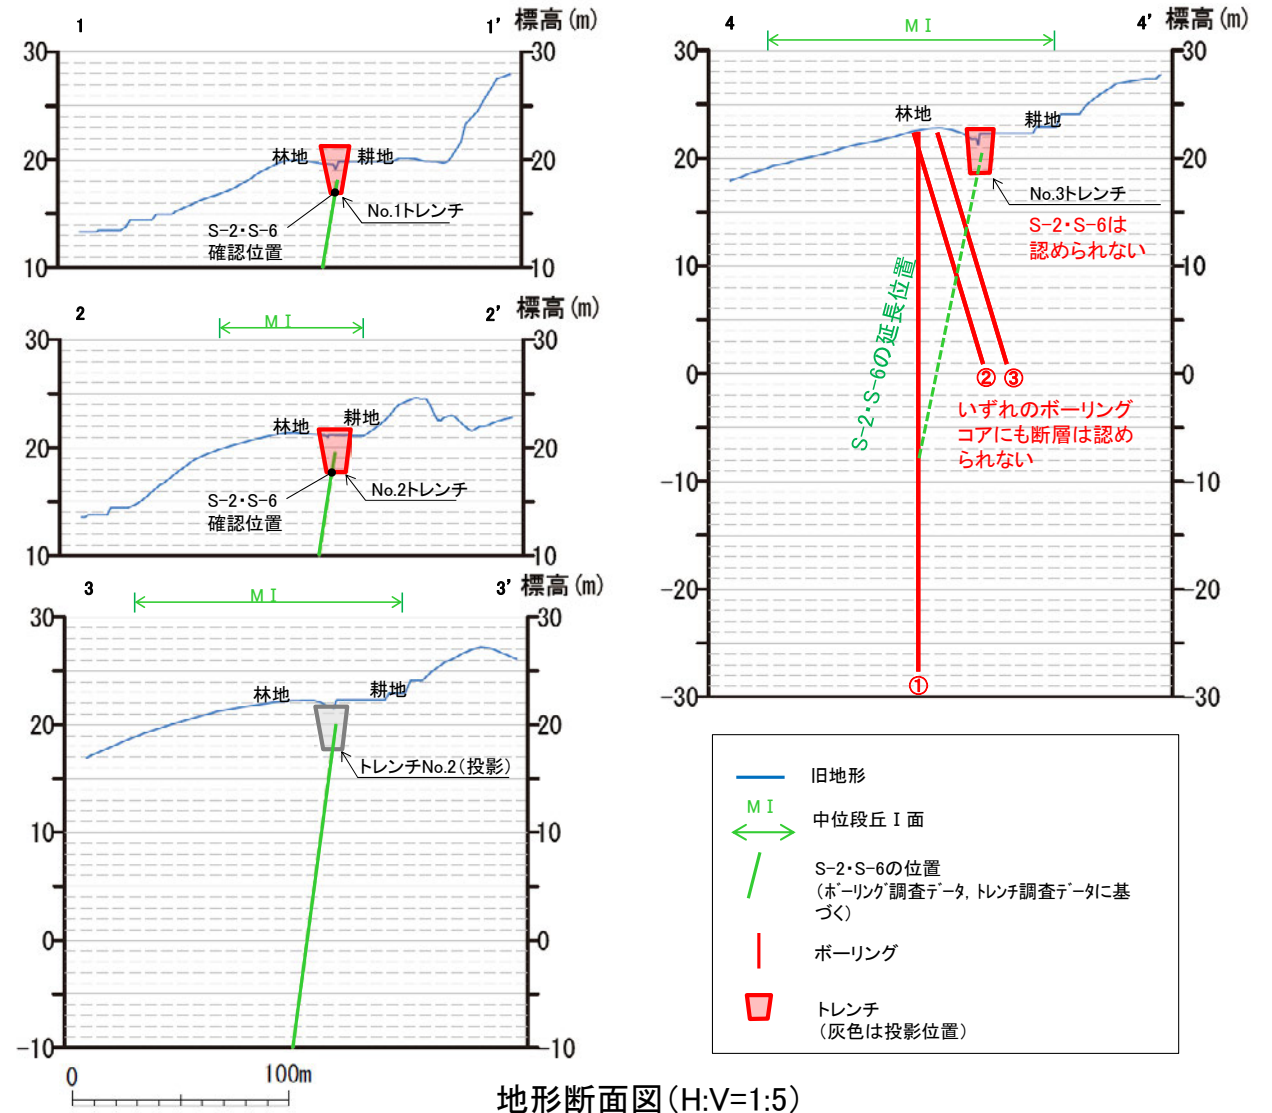 1
1' 標高(m)
30
30
20
20
10
10
林地
耕地
No.1トレンチ
S-2・S-6
確認位置
2
2' 標高(m)
MⅠ
30
30
20
20
10
10
林地
耕地
No.2トレンチ
S-2・S-6
確認位置
3
3' 標高(m)
MⅠ
30
30
20
20
10
10
0
0
-10
-10
林地
耕地
トレンチNo.2(投影)
0
100m
4
4' 標高(m)
MⅠ
30
30
20
20
10
10
0
0
-10
-10
-20
-20
-30
-30
林地
耕地
No.3トレンチ
S-2・S-6は
認められない
S-2・S-6の延長位置
②
③
いずれのボーリング
コアにも断層は認め
られない
①
旧地形
MⅠ
中位段丘Ⅰ面
S-2・S-6の位置
(ボーリング調査データ,トレンチ調査データに基
づく)
ボーリング
トレンチ
(灰色は投影位置)
地形断面図(H:V=1:5)